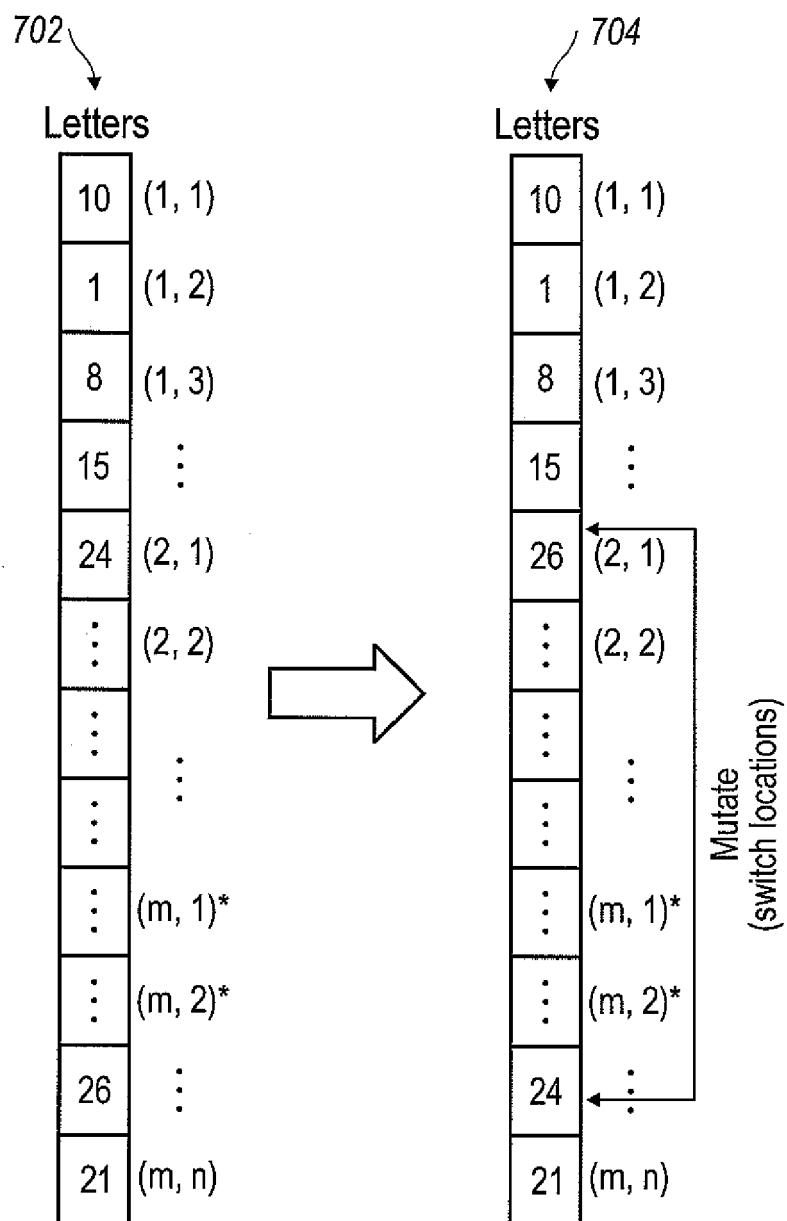 702
704
Letters
Letters
10 (1, 1)
10 (1, 1)
1 (1, 2)
1 (1, 2)
8 (1, 3)
8 (1, 3)
15 ⋮
15 ⋮
24 (2, 1)
26 (2, 1)
⋮ (2, 2)
⋮ (2, 2)
⋮
⋮
⋮
⋮
⋮
⋮
⋮ (m, 1)*
⋮ (m, 1)*
⋮ (m, 2)*
⋮ (m, 2)*
26 ⋮
24 ⋮
21 (m, n)
21 (m, n)
Mutate
(switch locations)